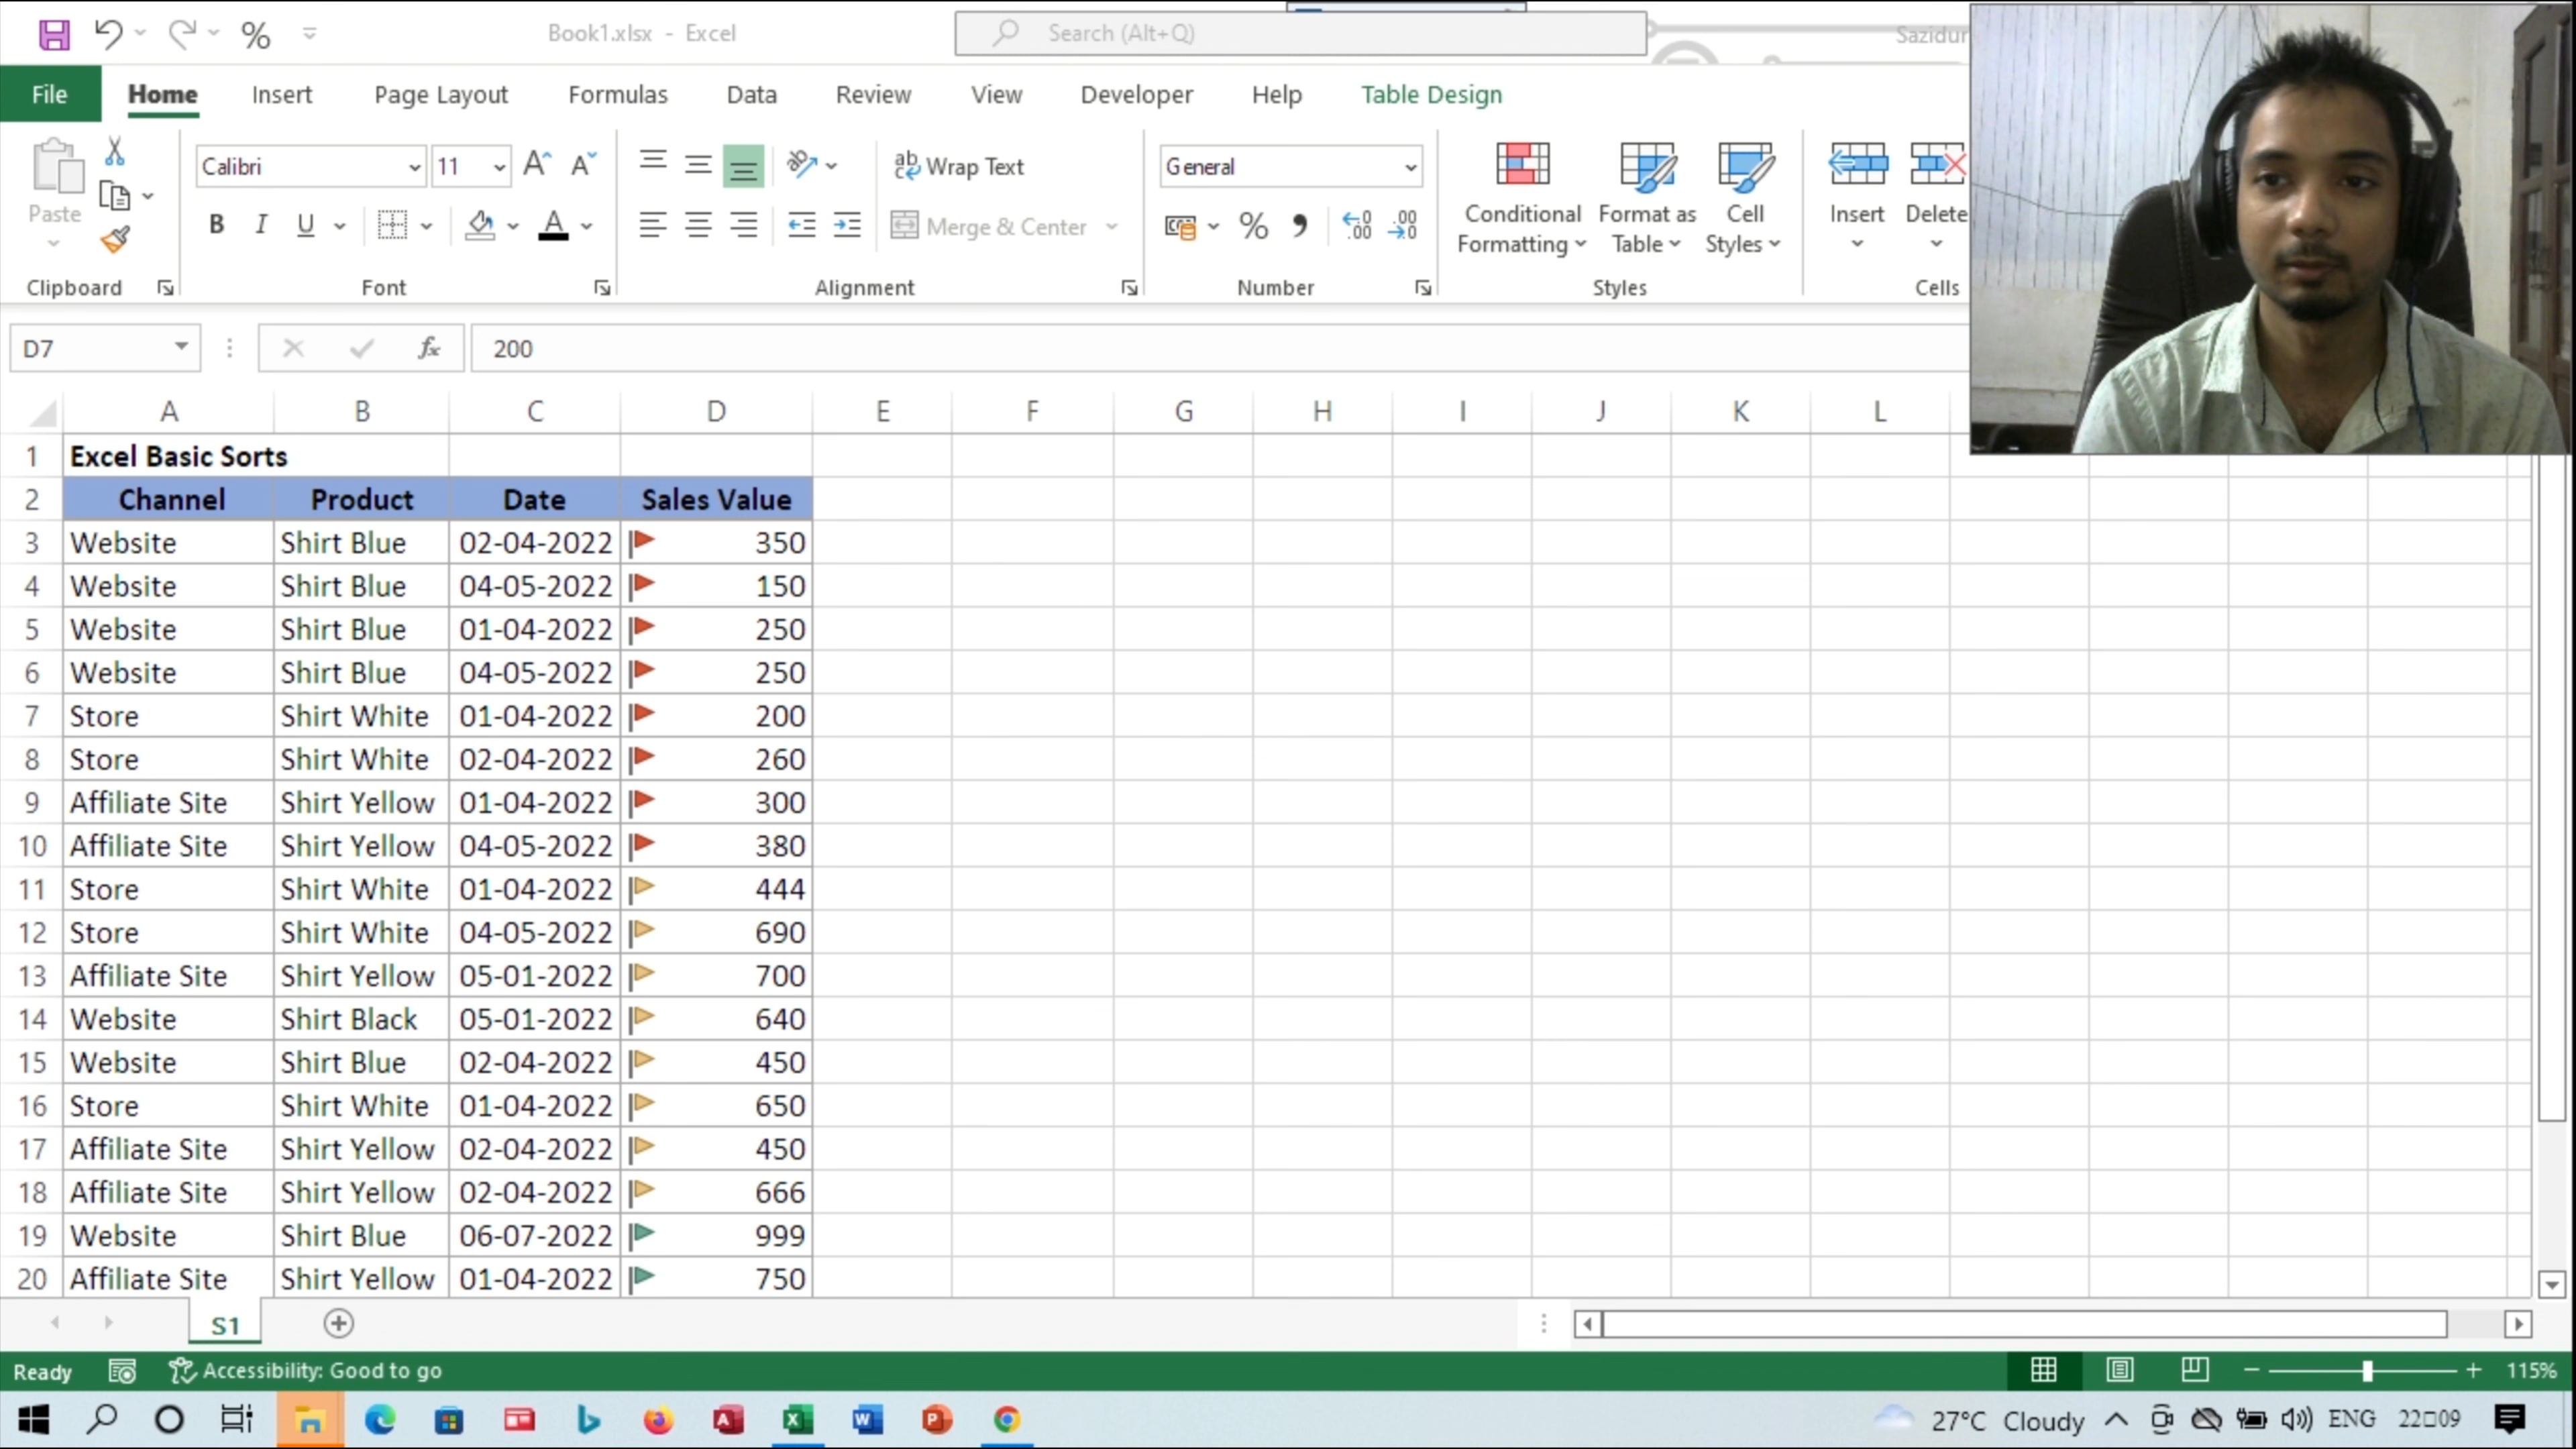 Book1.xlsx - Excel
Search (Alt+Q)
Sazidur
File Home Insert Page Layout Formulas Data Review View Developer Help Table Design
Paste
Clipboard
Calibri 11
B I U
Font
Wrap Text
Merge & Center
Alignment
General
Number
Conditional Formatting
Format as Table
Cell Styles
Styles
Insert
Delete
Cells
D7 fx 200
A B C D E F G H I J K L
1 Excel Basic Sorts
2 Channel Product Date Sales Value
3 Website Shirt Blue 02-04-2022 350
4 Website Shirt Blue 04-05-2022 150
5 Website Shirt Blue 01-04-2022 250
6 Website Shirt Blue 04-05-2022 250
7 Store Shirt White 01-04-2022 200
8 Store Shirt White 02-04-2022 260
9 Affiliate Site Shirt Yellow 01-04-2022 300
10 Affiliate Site Shirt Yellow 04-05-2022 380
11 Store Shirt White 01-04-2022 444
12 Store Shirt White 04-05-2022 690
13 Affiliate Site Shirt Yellow 05-01-2022 700
14 Website Shirt Black 05-01-2022 640
15 Website Shirt Blue 02-04-2022 450
16 Store Shirt White 01-04-2022 650
17 Affiliate Site Shirt Yellow 02-04-2022 450
18 Affiliate Site Shirt Yellow 02-04-2022 666
19 Website Shirt Blue 06-07-2022 999
20 Affiliate Site Shirt Yellow 01-04-2022 750
S1
Ready Accessibility: Good to go 115%
27°C Cloudy ENG 22□09